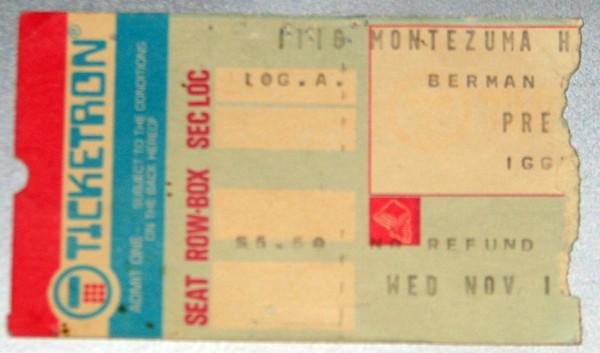 TICKETRON®
ADMIT ONE. SUBJECT TO THE CONDITIONS
ON THE BACK HEREOF
SEC LOC
ROW-BOX
SEAT
1116 MONTEZUMA H
LOG.A. BERMAN
PRE
IGG
$5.50 NO REFUND
WED NOV 1